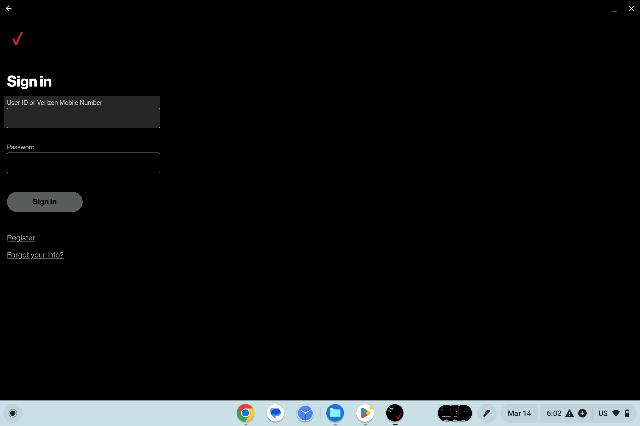 Sign in
User ID or Verizon Mobile Number
Password
Sign In
Register
Forgot your Info?
Mar 14
6:02
US